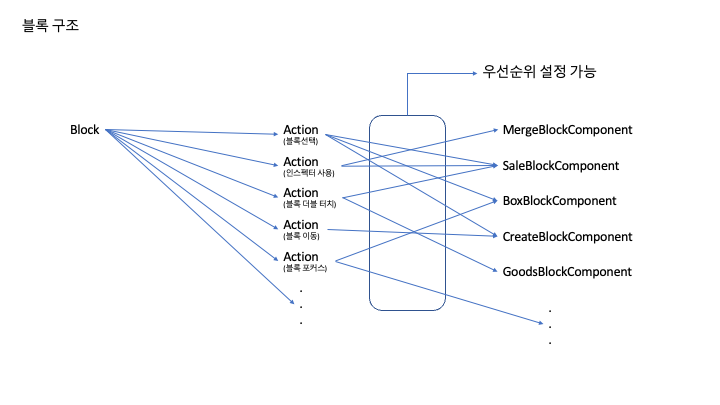 블록 구조
우선순위 설정 가능
Block
Action
(블록선택)
Action
(인스펙터 사용)
Action
(블록 더블 터치)
Action
(블록 이동)
Action
(블록 포커스)
.
.
.
MergeBlockComponent
SaleBlockComponent
BoxBlockComponent
CreateBlockComponent
GoodsBlockComponent
.
.
.